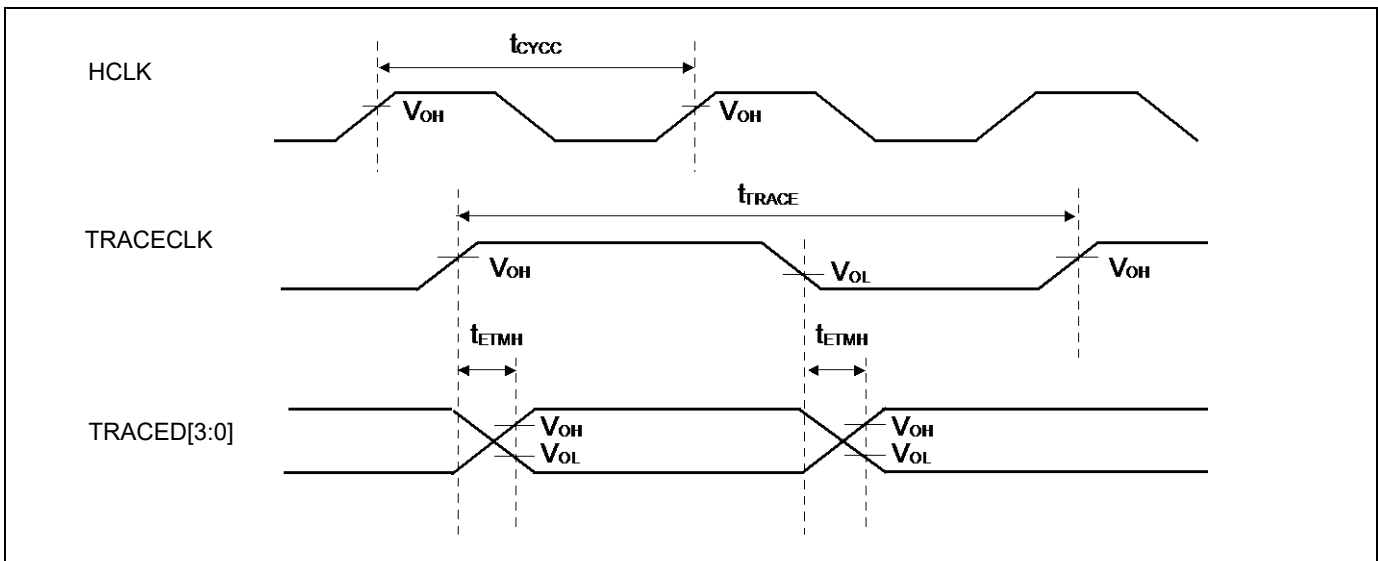 tCYCC
HCLK
VOH VOH
tTRACE
TRACECLK
VOH VOL VOH
tETMH tETMH
TRACED[3:0]
VOH VOH
VOL VOL